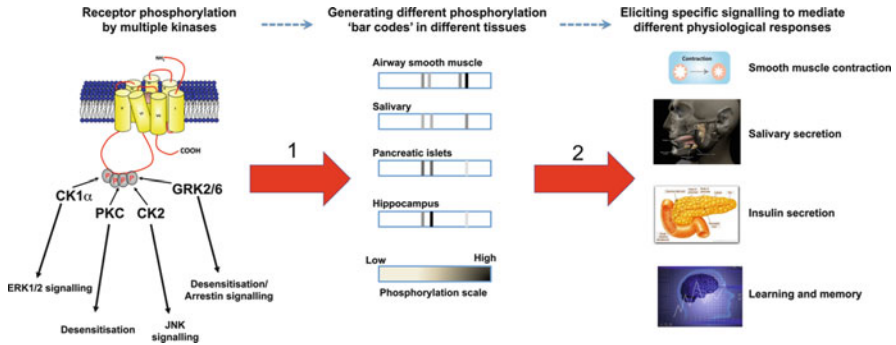 Receptor phosphorylation
by multiple kinases
Generating different phosphorylation
‘bar codes’ in different tissues
Eliciting specific signalling to mediate
different physiological responses
COOH
CK1α
PKC
CK2
GRK2/6
ERK1/2 signalling
Desensitisation
JNK
signalling
Desensitisation/
Arrestin signalling
1
Airway smooth muscle
Salivary
Pancreatic islets
Hippocampus
Low
High
Phosphorylation scale
2
Contraction
Smooth muscle contraction
Salivary secretion
Insulin secretion
Learning and memory